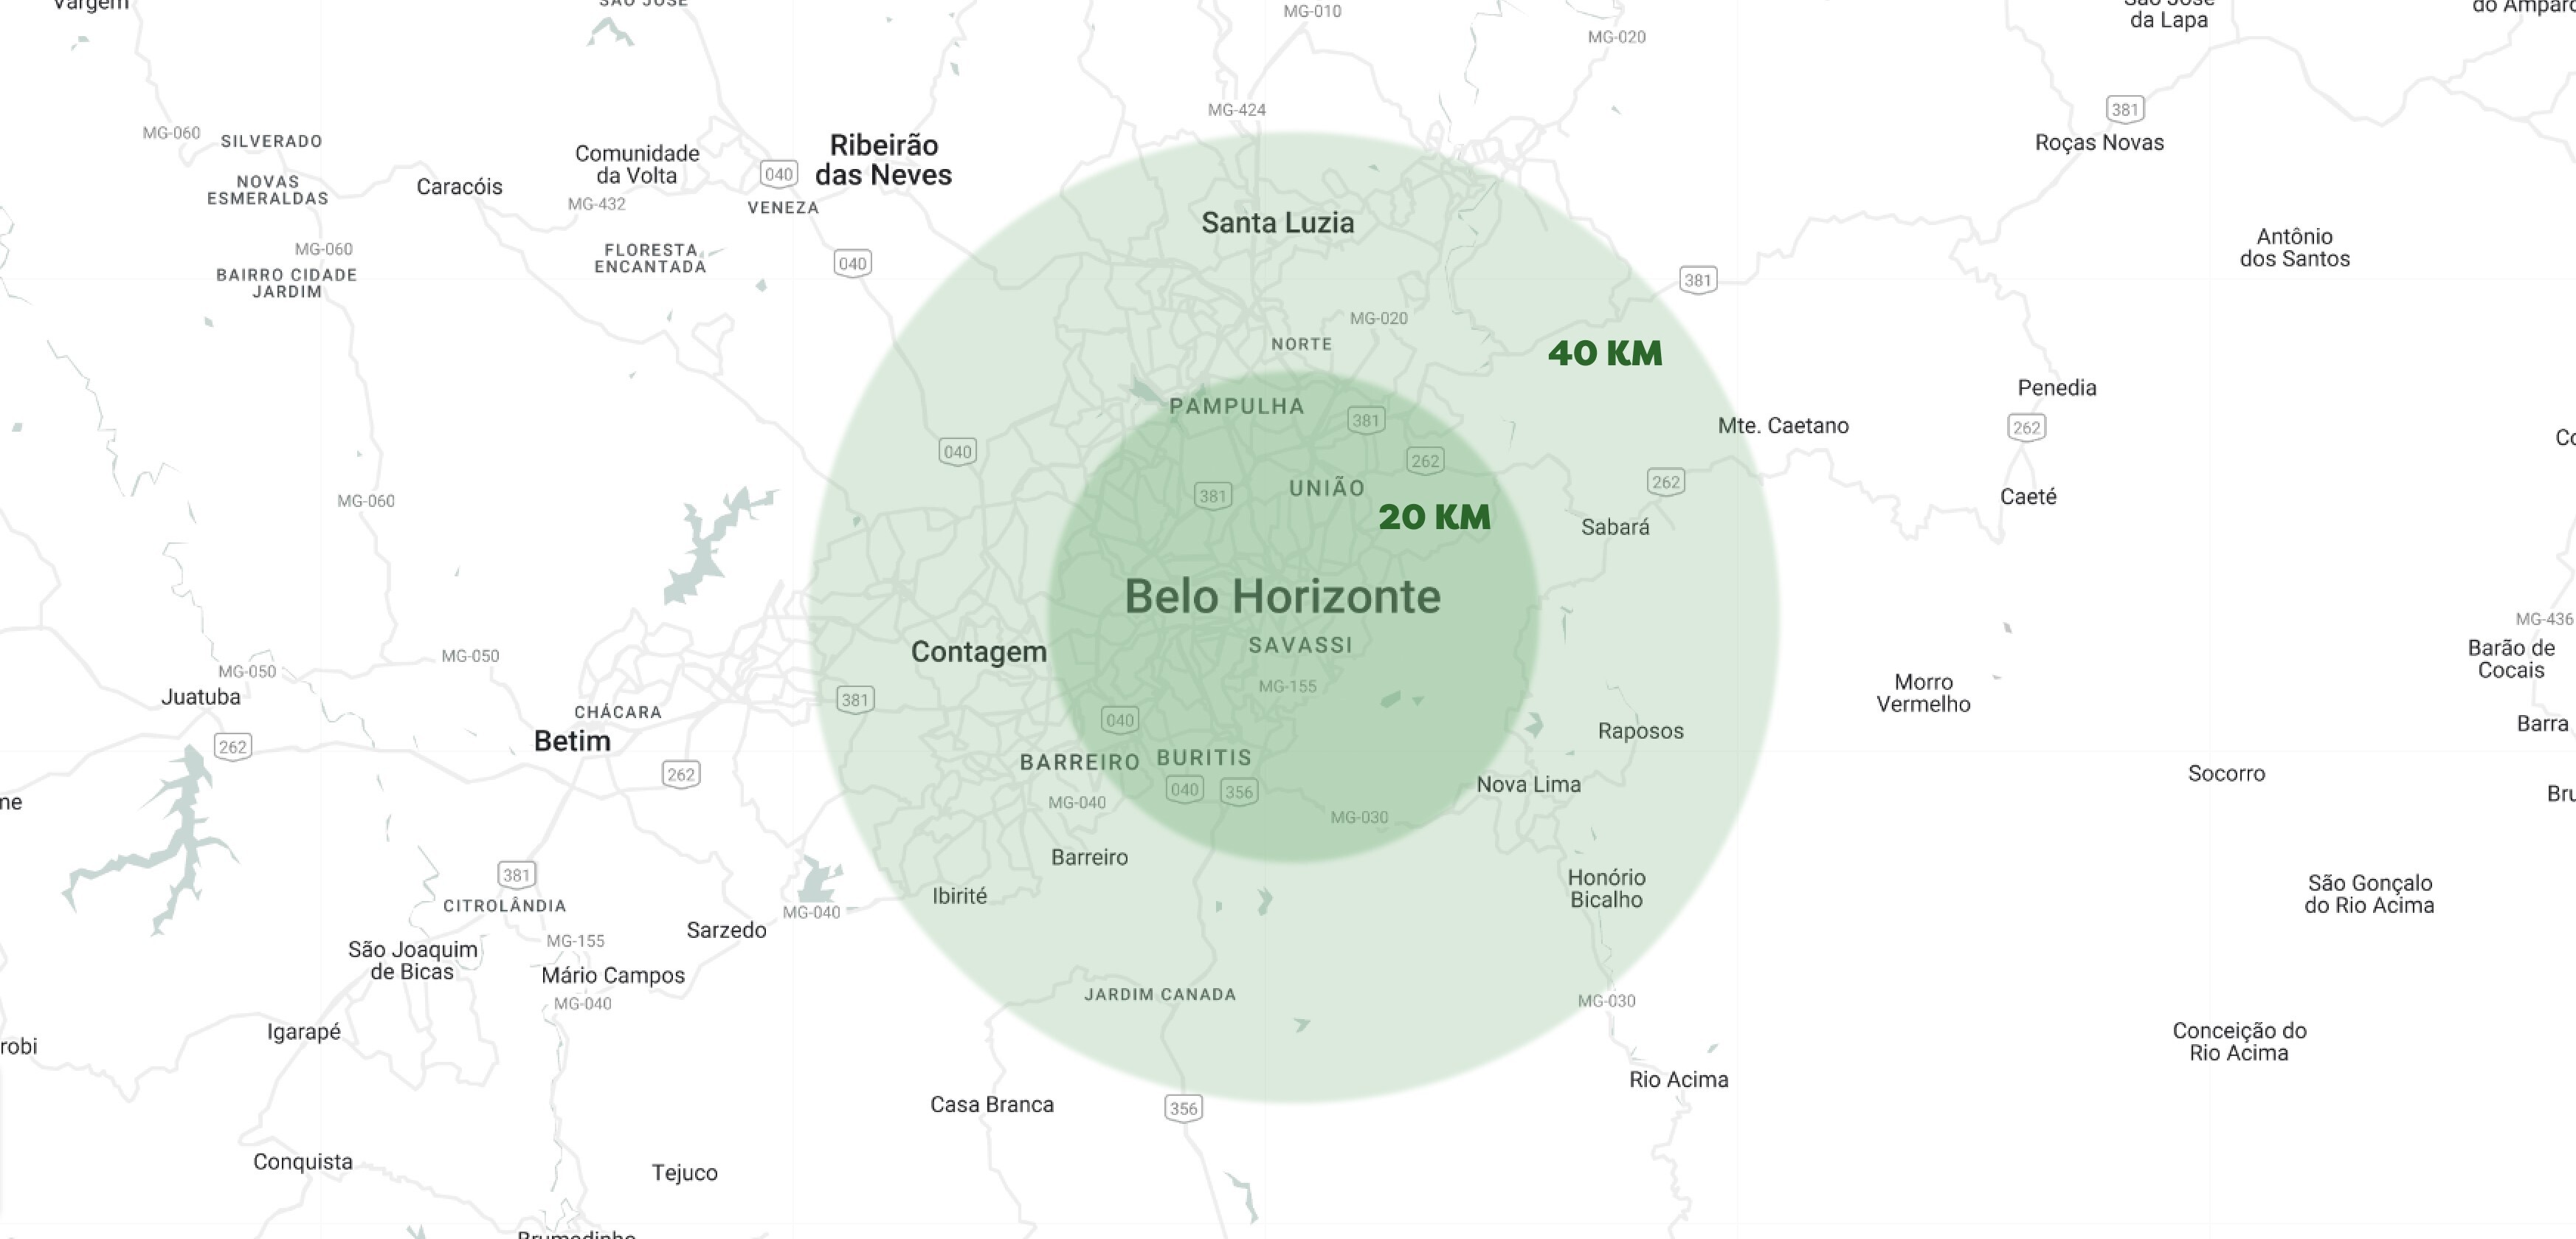 Vargem
SÃO JOSÉ
MG-010
MG-020
São José
da Lapa
do Amparo
MG-424
381
MG-060
SILVERADO
Comunidade
da Volta
Ribeirão
das Neves
Roças Novas
040
NOVAS
ESMERALDAS
Caracóis
MG-432
VENEZA
Santa Luzia
MG-060
FLORESTA
ENCANTADA
040
Antônio
dos Santos
BAIRRO CIDADE
JARDIM
381
MG-020
NORTE
40 KM
Penedia
PAMPULHA
381
Mte. Caetano
262
Co
040
262
262
MG-060
381
UNIÃO
20 KM
Caeté
Sabará
Belo Horizonte
MG-436
SAVASSI
Contagem
Barão de
Cocais
MG-050
MG-050
Juatuba
MG-155
Morro
Vermelho
381
CHÁCARA
040
Raposos
Barra
Betim
262
BARREIRO
BURITIS
262
Nova Lima
Socorro
ne
MG-040
040
356
MG-030
Bru
Barreiro
381
Ibirité
Honório
Bicalho
São Gonçalo
do Rio Acima
CITROLÂNDIA
MG-040
Sarzedo
MG-155
São Joaquim
de Bicas
Mário Campos
JARDIM CANADA
MG-040
MG-030
Igarapé
robi
Conceição do
Rio Acima
Rio Acima
Casa Branca
356
Conquista
Tejuco
Brumadinho